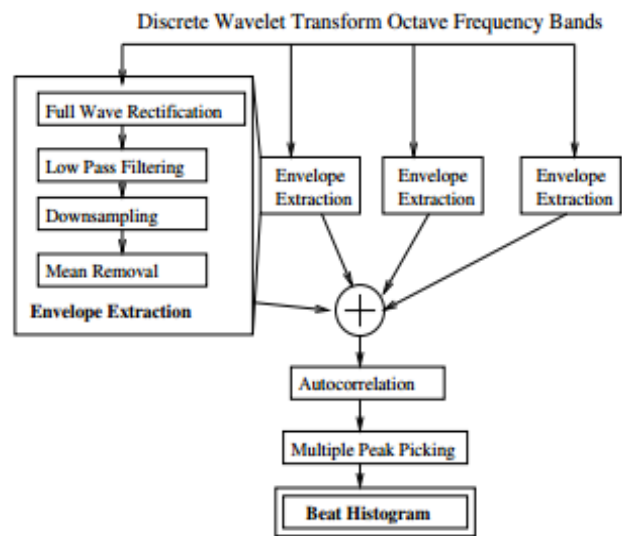 Discrete Wavelet Transform Octave Frequency Bands
Full Wave Rectification
Low Pass Filtering
Downsampling
Mean Removal
Envelope Extraction
Envelope
Extraction
Envelope
Extraction
Envelope
Extraction
Autocorrelation
Multiple Peak Picking
Beat Histogram